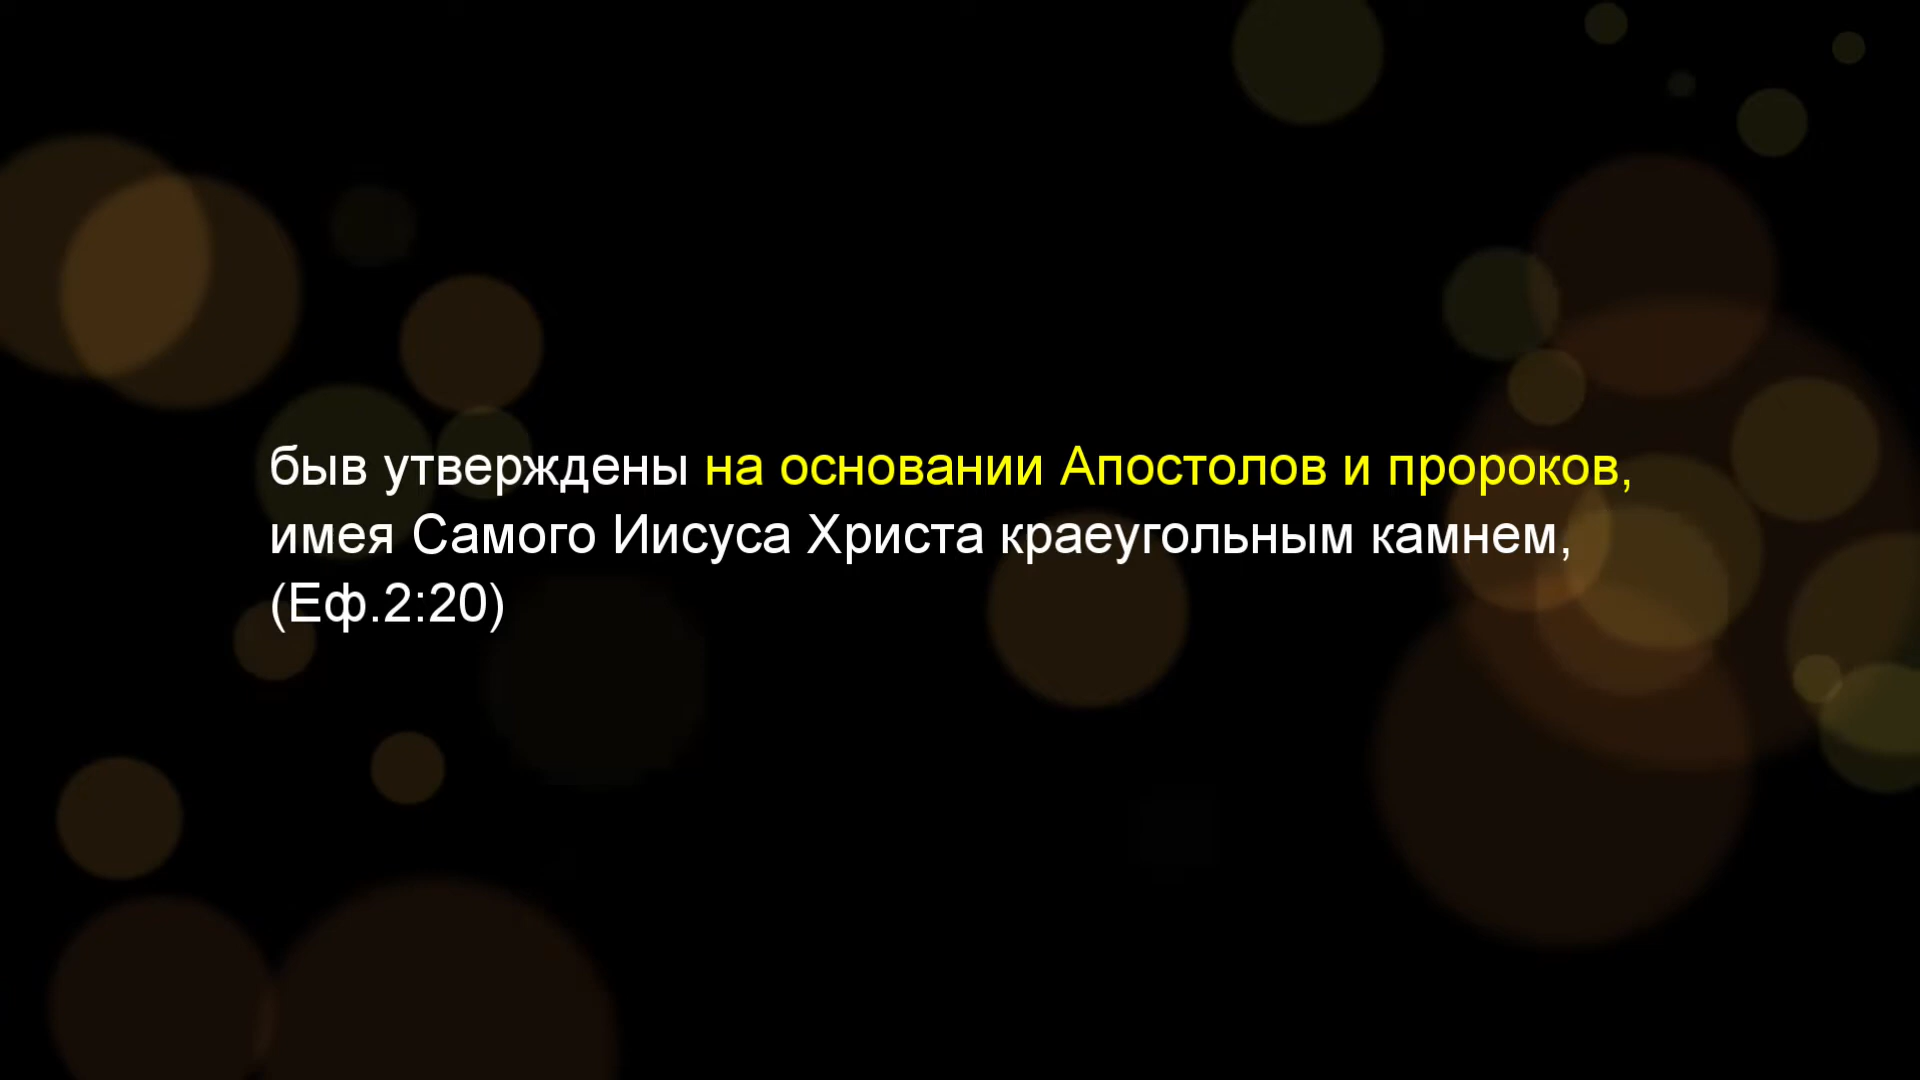 быв утверждены на основании Апостолов и пророков,
имея Самого Иисуса Христа краеугольным камнем,
(Еф.2:20)